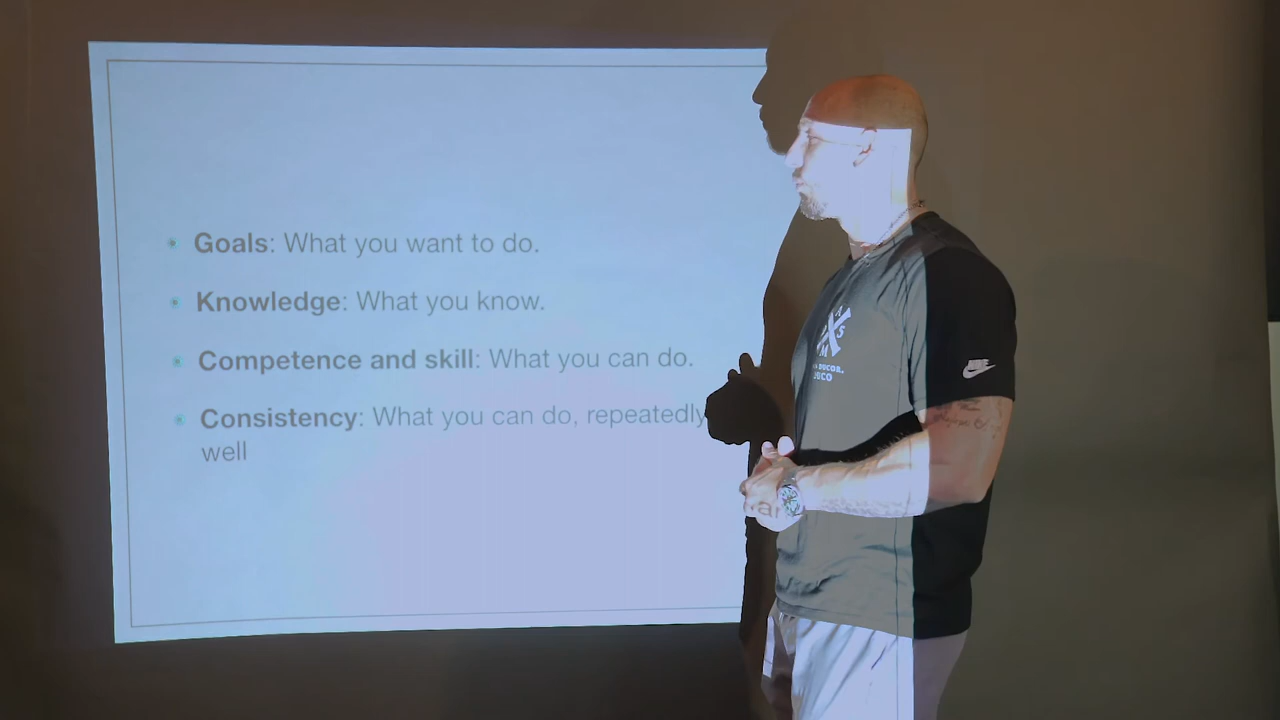 Goals: What you want to do.
Knowledge: What you know.
Competence and skill: What you can do.
Consistency: What you can do, repeatedly
well
A
S
M
DOCOR.